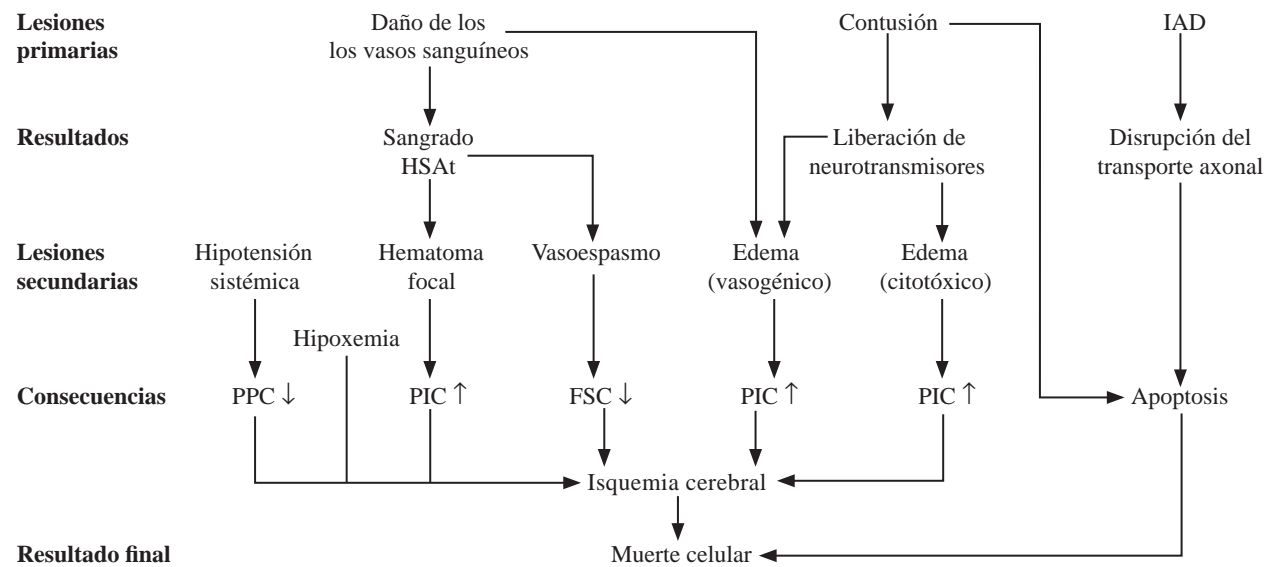 Lesiones
primarias
Daño de los
los vasos sanguíneos
Contusión
IAD
Resultados
Sangrado
HSAt
Liberación de
neurotransmisores
Disrupción del
transporte axonal
Lesiones
secundarias
Hipotensión
sistémica
Hematoma
focal
Vasoespasmo
Edema
(vasogénico)
Edema
(citotóxico)
Hipoxemia
Consecuencias
PPC ↓
PIC ↑
FSC ↓
PIC ↑
PIC ↑
Apoptosis
Isquemia cerebral
Resultado final
Muerte celular